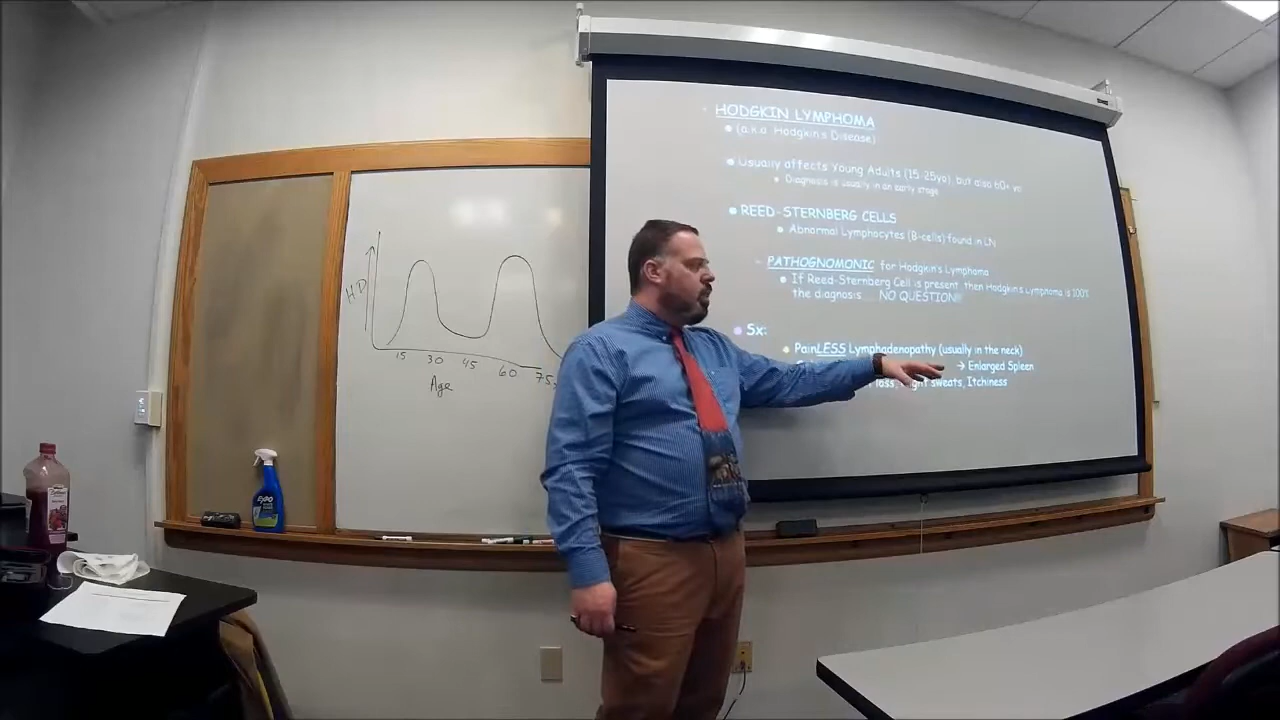 HODGKIN LYMPHOMA
(a.k.a. Hodgkin's Disease)
Usually affects Young Adults (15-25yo), but also 60+ yo
Diagnosis is usually in an early stage
REED-STERNBERG CELLS
Abnormal Lymphocytes (B-cells) found in LN
PATHOGNOMONIC for Hodgkin's Lymphoma
If Reed-Sternberg Cell is present, then Hodgkin's Lymphoma is 100%
the diagnosis... NO QUESTION!!!
Sx:
PainLESS Lymphadenopathy (usually in the neck)
→ Enlarged Spleen
loss, Night sweats, Itchiness
HD
15 30 45 60 75
Age
EXPO